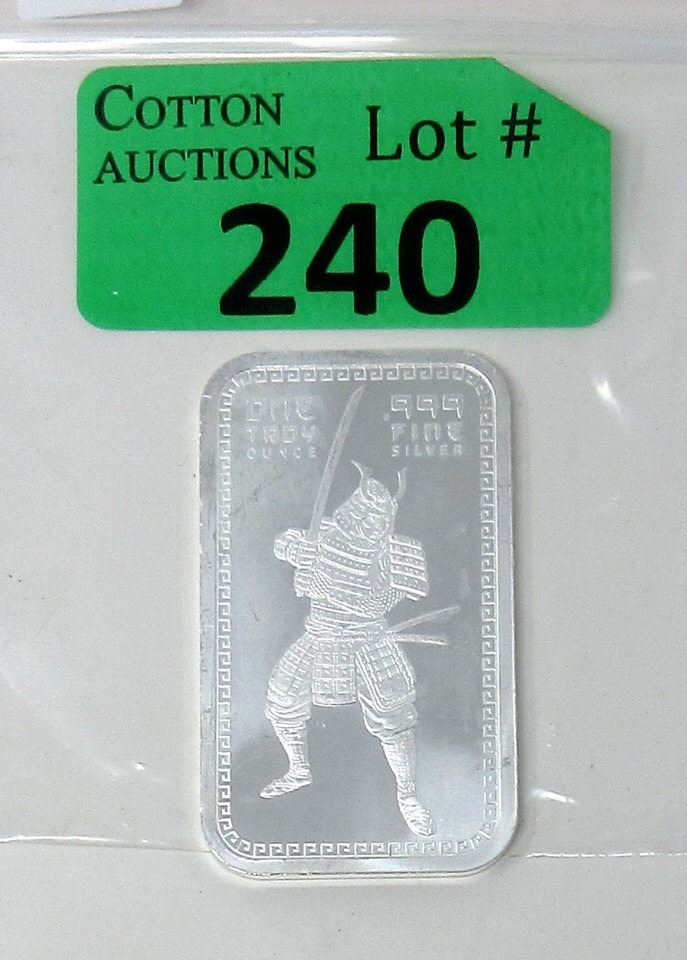 COTTON
AUCTIONS
Lot #
240
ONE
TROY
OUNCE
.999
FINE
SILVER